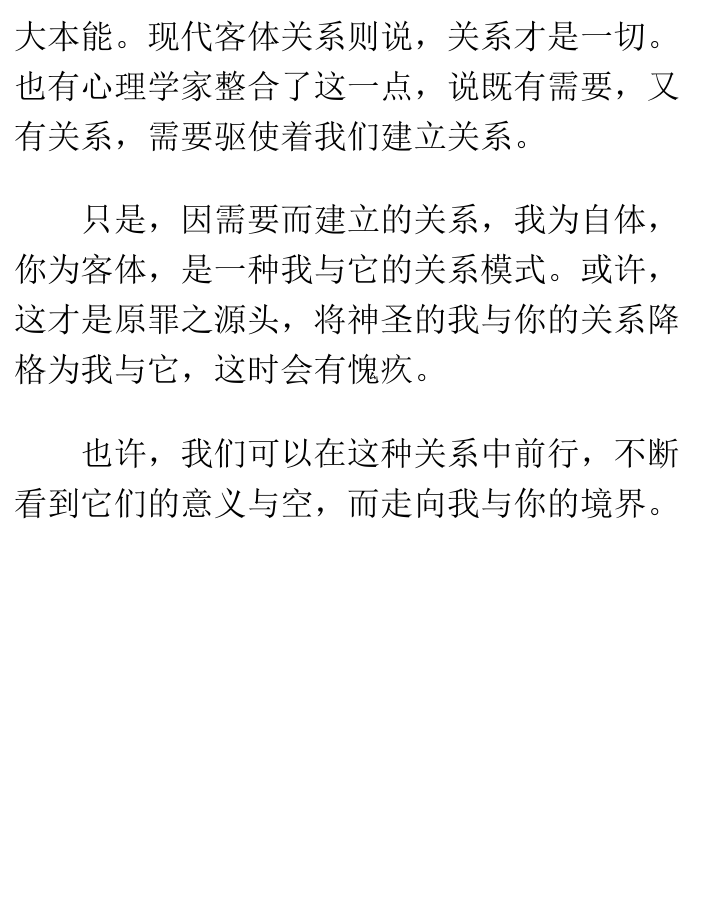 大本能。现代客体关系则说，关系才是一切。
也有心理学家整合了这一点，说既有需要，又
有关系，需要驱使着我们建立关系。
只是，因需要而建立的关系，我为自体，
你为客体，是一种我与它的关系模式。或许，
这才是原罪之源头，将神圣的我与你的关系降
格为我与它，这时会有愧疚。
也许，我们可以在这种关系中前行，不断
看到它们的意义与空，而走向我与你的境界。